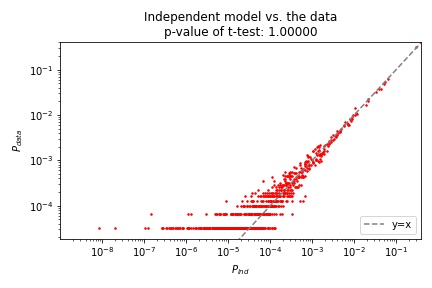 Independent model vs. the data
p-value of t-test: 1.00000
10⁻¹
10⁻²
10⁻³
10⁻⁴
P_data
y=x
10⁻⁸ 10⁻⁷ 10⁻⁶ 10⁻⁵ 10⁻⁴ 10⁻³ 10⁻² 10⁻¹
P_ind